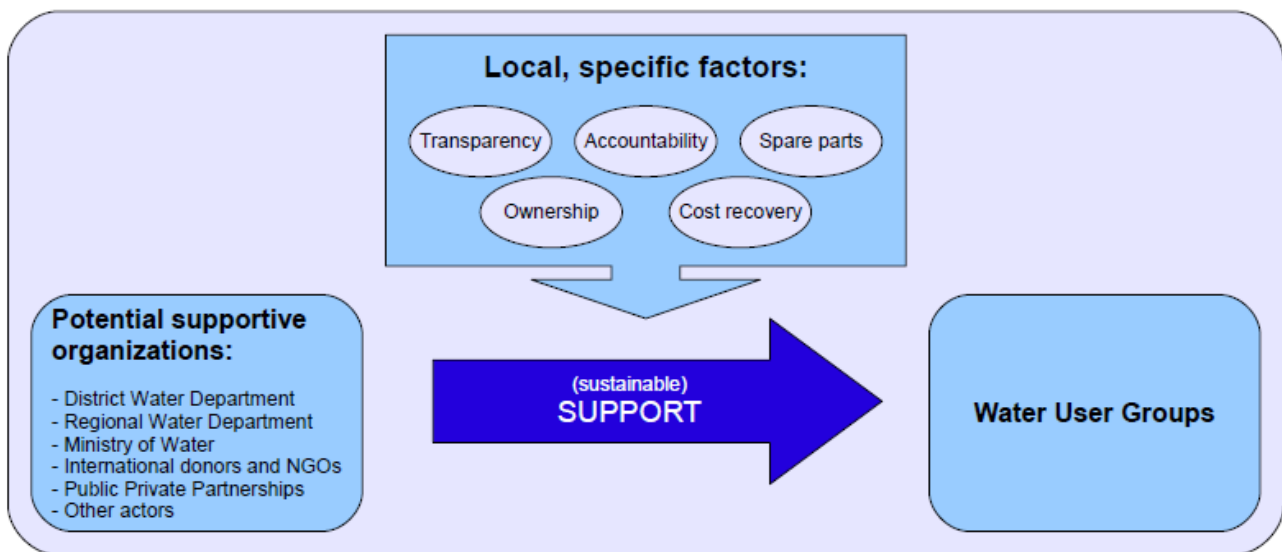 Local, specific factors:
Transparency
Accountability
Spare parts
Ownership
Cost recovery
Potential supportive
organizations:
- District Water Department
- Regional Water Department
- Ministry of Water
- International donors and NGOs
- Public Private Partnerships
- Other actors
(sustainable)
SUPPORT
Water User Groups